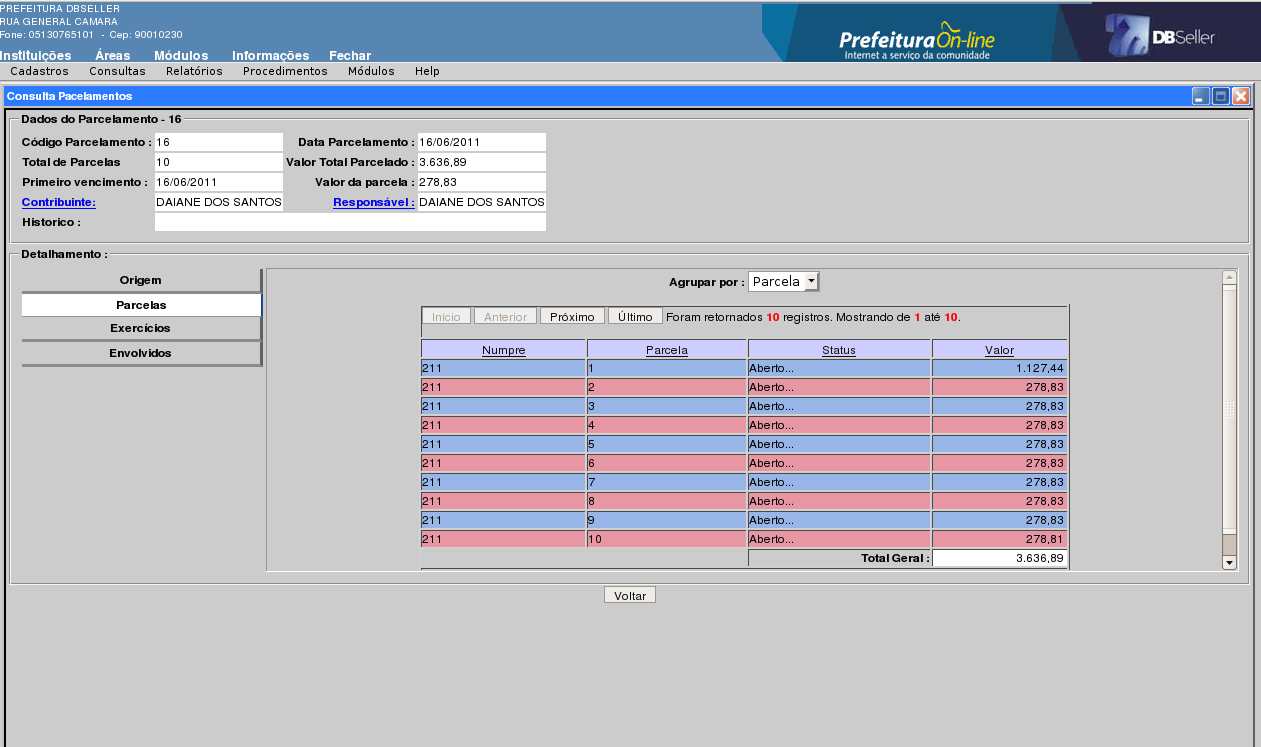 PREFEITURA DBSELLER
RUA GENERAL CAMARA
Fone: 05130765101 - Cep: 90010230
Instituições Áreas Módulos Informações Fechar
Prefeitura On-line
Internet a serviço da comunidade
DBSeller
Cadastros Consultas Relatórios Procedimentos Módulos Help
Consulta Pacelamentos
Dados do Parcelamento - 16
Código Parcelamento : 16 Data Parcelamento : 16/06/2011
Total de Parcelas 10 Valor Total Parcelado : 3.636,89
Primeiro vencimento : 16/06/2011 Valor da parcela : 278,83
Contribuinte: DAIANE DOS SANTOS Responsável : DAIANE DOS SANTOS
Historico :
Detalhamento :
Origem
Parcelas
Exercícios
Envolvidos
Agrupar por : Parcela
Início Anterior Próximo Último Foram retornados 10 registros. Mostrando de 1 até 10.
Numpre Parcela Status Valor
211 1 Aberto... 1.127,44
211 2 Aberto... 278,83
211 3 Aberto... 278,83
211 4 Aberto... 278,83
211 5 Aberto... 278,83
211 6 Aberto... 278,83
211 7 Aberto... 278,83
211 8 Aberto... 278,83
211 9 Aberto... 278,83
211 10 Aberto... 278,81
Total Geral : 3.636,89
Voltar